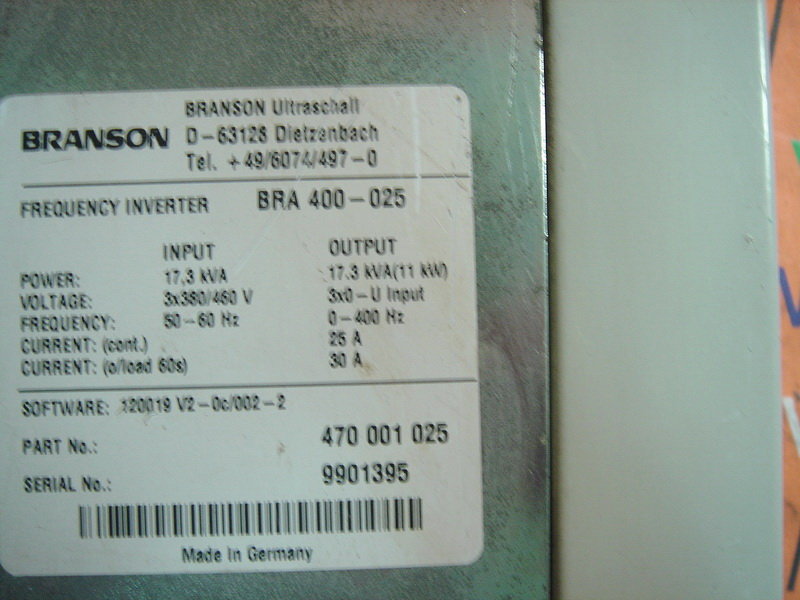 BRANSON Ultraschall
BRANSON D-63128 Dietzenbach
Tel. +49/6074/497-0
FREQUENCY INVERTER BRA 400-025
INPUT OUTPUT
POWER: 17,3 kVA 17.3 kVA(11 kW)
VOLTAGE: 3x380/460 V 3x0-U Input
FREQUENCY: 50-60 Hz 0-400 Hz
CURRENT: (cont.) 25 A
CURRENT: (o/load 60s) 30 A
SOFTWARE: 120019 V2-0c/002-2
PART No.: 470 001 025
SERIAL No.: 9901395
Made in Germany